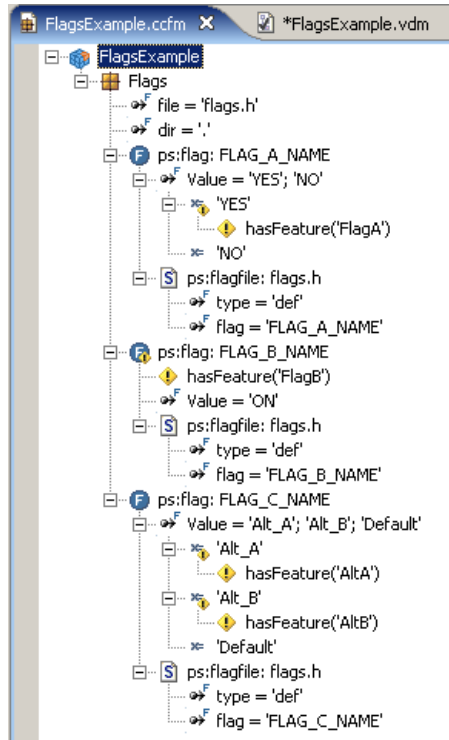 FlagsExample.ccfm *FlagsExample.vdm
FlagsExample
Flags
F file = 'flags.h'
F dir = '.'
F ps:flag: FLAG_A_NAME
F Value = 'YES'; 'NO'
'YES'
hasFeature('FlagA')
'NO'
S ps:flagfile: flags.h
F type = 'def'
F flag = 'FLAG_A_NAME'
F ps:flag: FLAG_B_NAME
hasFeature('FlagB')
F Value = 'ON'
S ps:flagfile: flags.h
F type = 'def'
F flag = 'FLAG_B_NAME'
F ps:flag: FLAG_C_NAME
F Value = 'Alt_A'; 'Alt_B'; 'Default'
'Alt_A'
hasFeature('AltA')
'Alt_B'
hasFeature('AltB')
'Default'
S ps:flagfile: flags.h
F type = 'def'
F flag = 'FLAG_C_NAME'